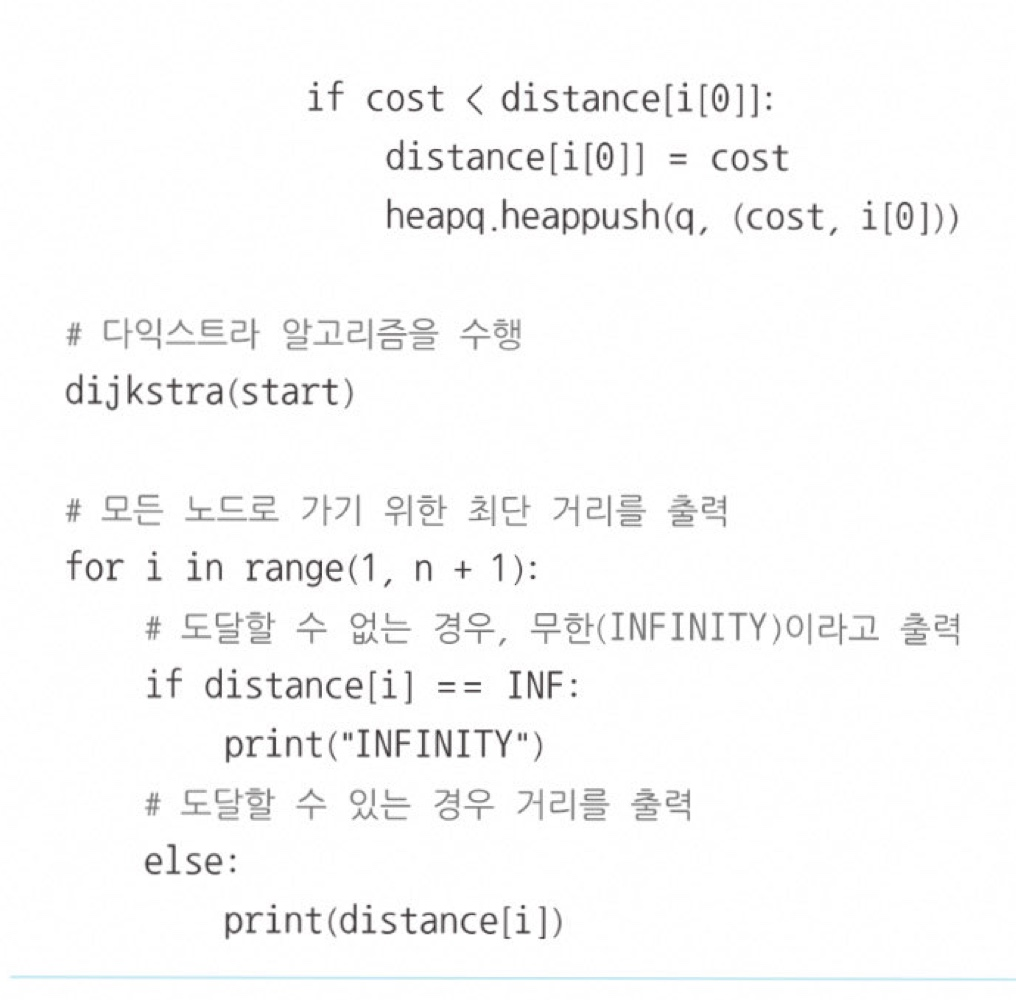 if cost < distance[i[0]]:
distance[i[0]] = cost
heapq.heappush(q, (cost, i[0]))
# 다익스트라 알고리즘을 수행
dijkstra(start)
# 모든 노드로 가기 위한 최단 거리를 출력
for i in range(1, n + 1):
# 도달할 수 없는 경우, 무한(INFINITY)이라고 출력
if distance[i] == INF:
print("INFINITY")
# 도달할 수 있는 경우 거리를 출력
else:
print(distance[i])